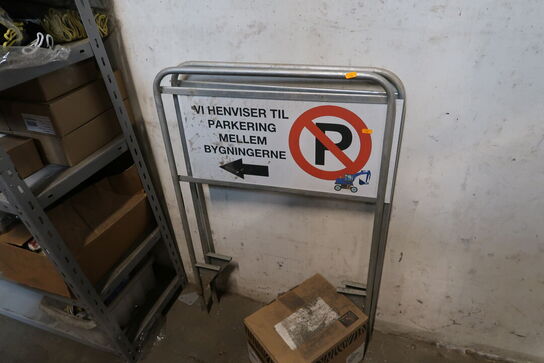 VI HENVISER TIL
PARKERING
MELLEM
BYGNINGERNE
P